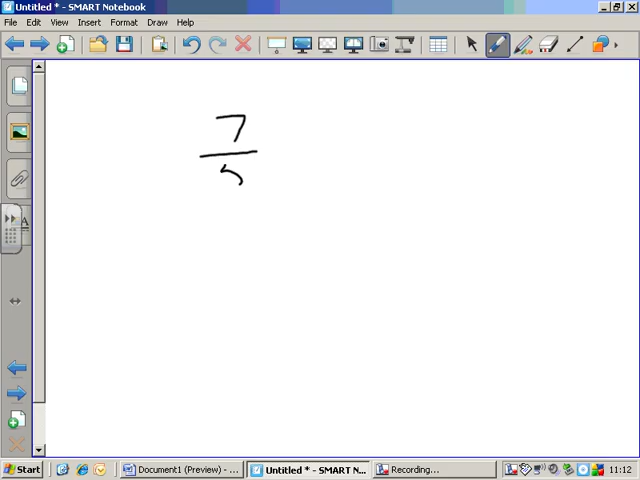 Untitled * - SMART Notebook
File Edit View Insert Format Draw Help
7
A
Start Document1 (Preview) - ... Untitled * - SMART N... Recording... 11:12